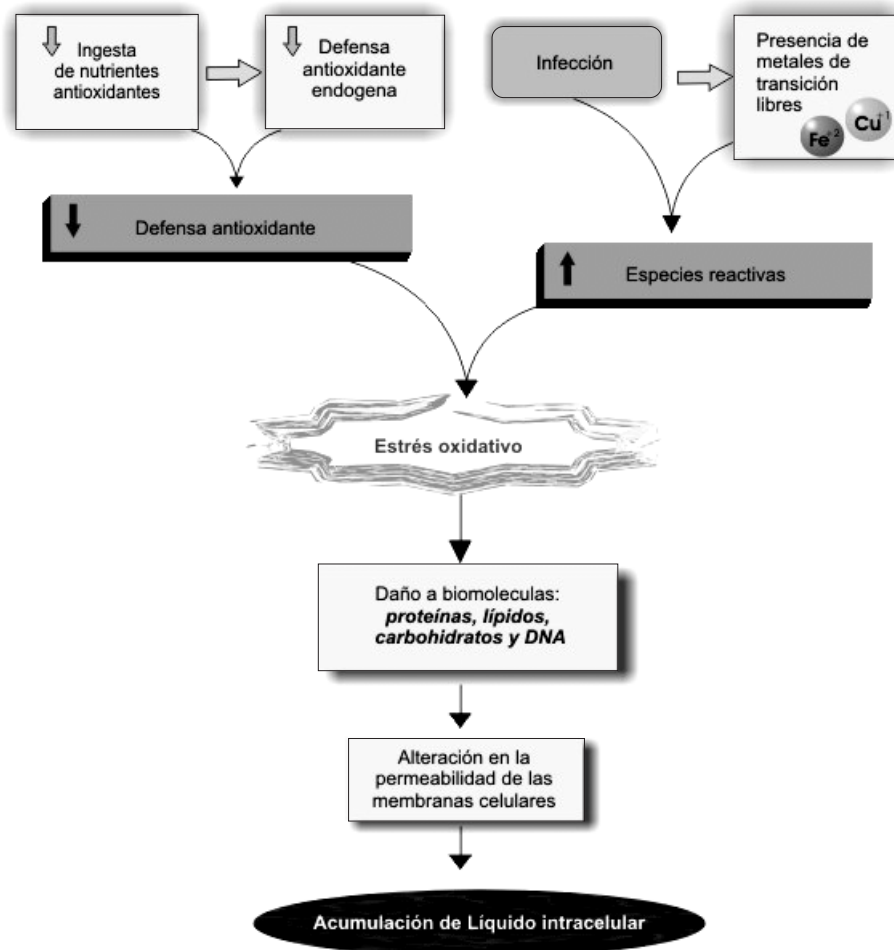 Ingesta
de nutrientes
antioxidantes
Defensa
antioxidante
endogena
Infección
Presencia de
metales de
transición
libres
Fe+2
Cu+1
Defensa antioxidante
Especies reactivas
Estrés oxidativo
Daño a biomoleculas:
proteínas, lípidos,
carbohidratos y DNA
Alteración en la
permeabilidad de las
membranas celulares
Acumulación de Líquido intracelular